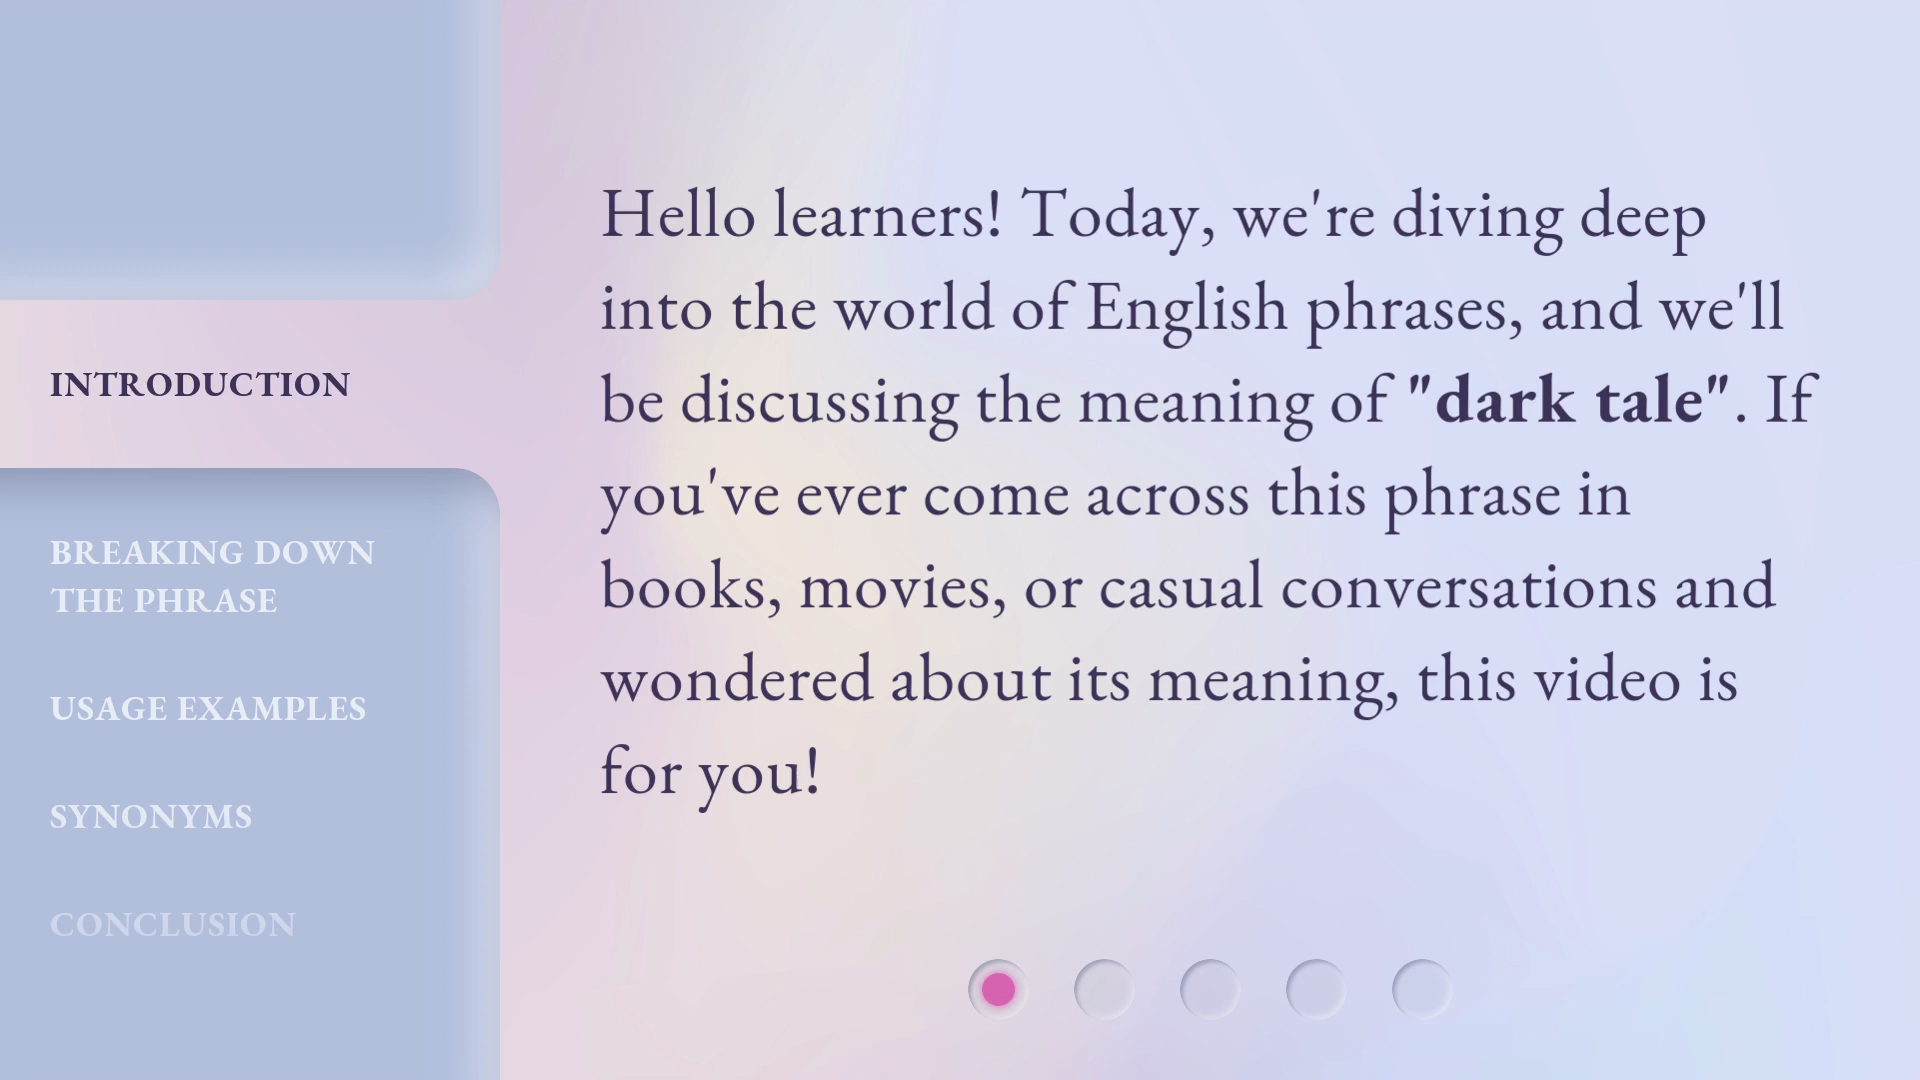 INTRODUCTION
BREAKING DOWN
THE PHRASE
USAGE EXAMPLES
SYNONYMS
CONCLUSION
Hello learners! Today, we're diving deep
into the world of English phrases, and we'll
be discussing the meaning of "dark tale". If
you've ever come across this phrase in
books, movies, or casual conversations and
wondered about its meaning, this video is
for you!